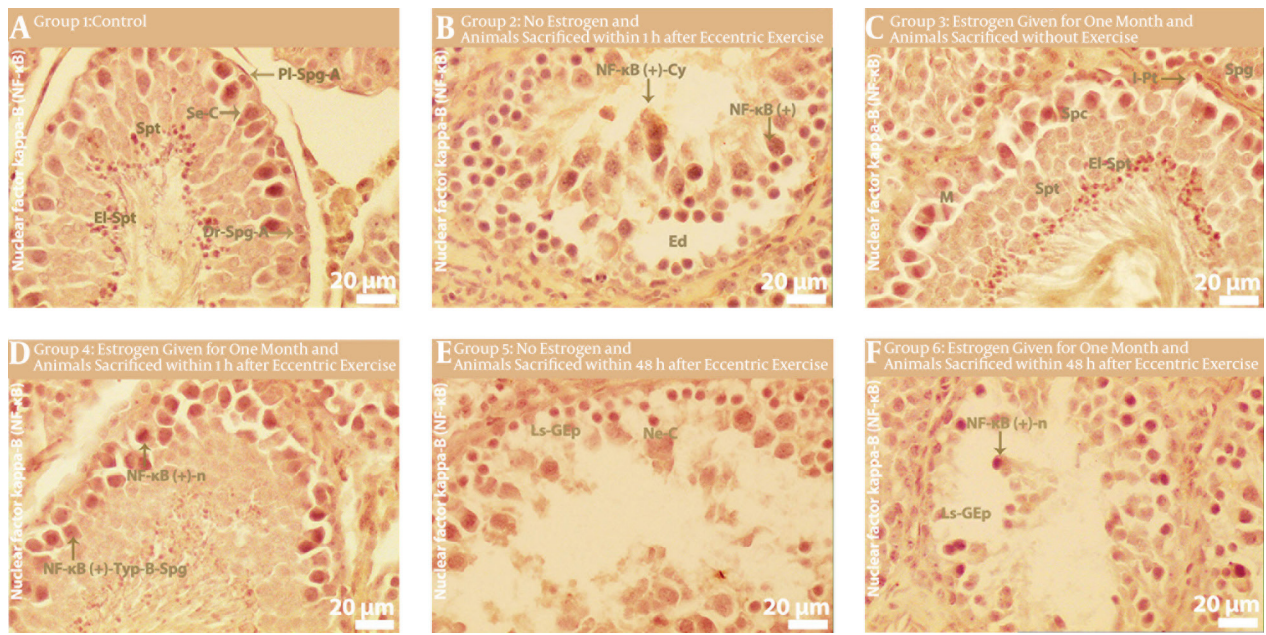 A Group 1:Control
Nuclear factor kappa-B (NF-κB)
Pl-Spg-A
Se-C
Spt
El-Spt
Dr-Spg-A
20 μm
B Group 2: No Estrogen and
Animals Sacrificed within 1 h after Eccentric Exercise
Nuclear factor kappa-B (NF-κB)
NF-κB (+)-Cy
NF-κB (+)
Ed
20 μm
C Group 3: Estrogen Given for One Month and
Animals Sacrificed without Exercise
Nuclear factor kappa-B (NF-κB)
I-Pt
Spg
Spc
El-Spt
Spt
M
20 μm
D Group 4: Estrogen Given for One Month and
Animals Sacrificed within 1 h after Eccentric Exercise
Nuclear factor kappa-B (NF-κB)
NF-κB (+)-n
NF-κB (+)-Typ-B-Spg
20 μm
E Group 5: No Estrogen and
Animals Sacrificed within 48 h after Eccentric Exercise
Nuclear factor kappa-B (NF-κB)
Ls-GEp
Ne-C
20 μm
F Group 6: Estrogen Given for One Month and
Animals Sacrificed within 48 h after Eccentric Exercise
Nuclear factor kappa-B (NF-κB)
NF-κB (+)-n
Ls-GEp
20 μm